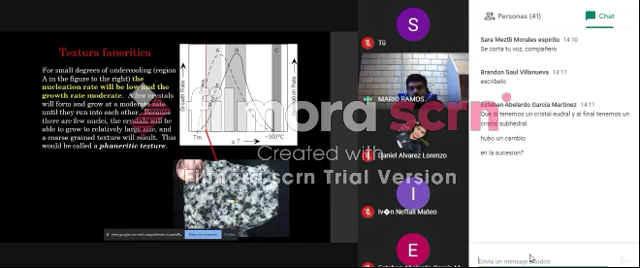 Textura fanerítica
For small degrees of undercooling (region
A in the figure to the right) the
nucleation rate will be low and the
growth rate moderate. A few crystals
will form and grow at a moderate rate
until they run into each other. Because
there are few nuclei, the crystals will be
able to grow to relatively large size, and
a coarse grained texture will result. This
would be called a phaneritic texture.
Growth Rate
A
B
C
Tm
Δ T
~500°C
filmora scrn
Created with
Filmora scrn Trial Version
S
Tú
MARIO RAMOS
Daniel Alvarez Lorenzo
I
Iv�n Neftali Mateo
E
Personas (41)
Chat
Sara Meztli Morales espiritu 14:10
Se corta tu voz, compañero
Brandon Saul Villanueva 14:11
escribelo
Esteban Abelardo García Martínez 14:11
Que si tenemos un cristal eudral y al final tenemos un
cristal subhedral
hubo un cambio
en la sucesion?
Envía un mensaje